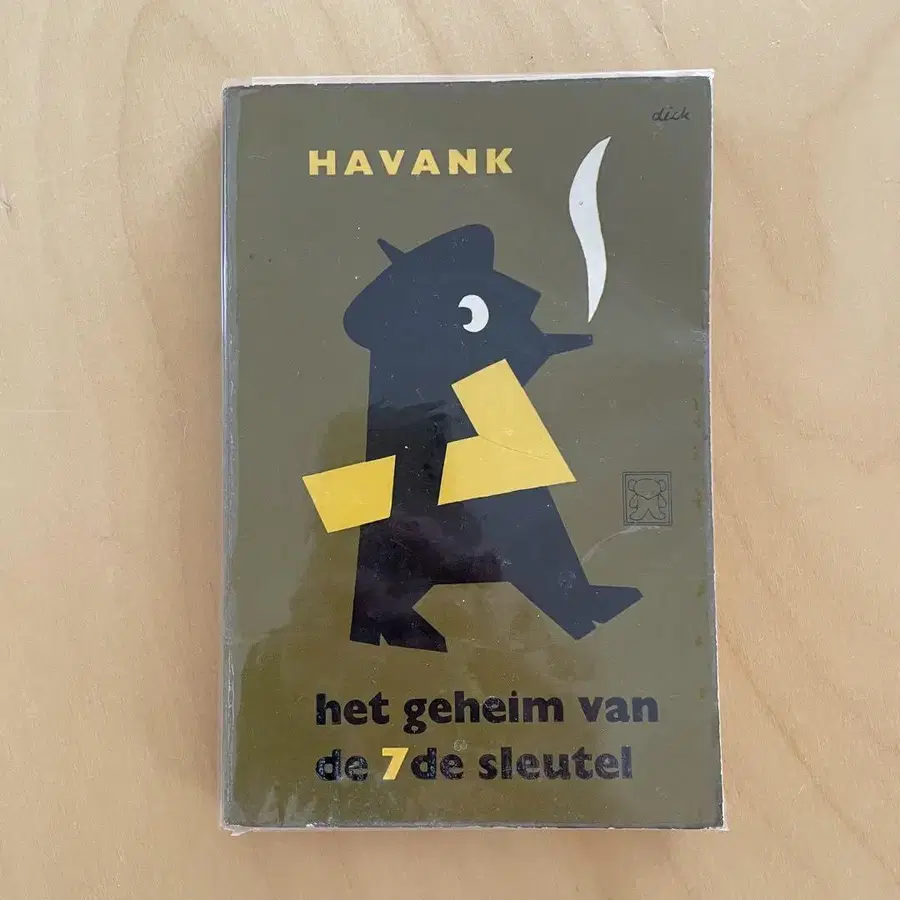 dick
HAVANK
het geheim van
de 7de sleutel